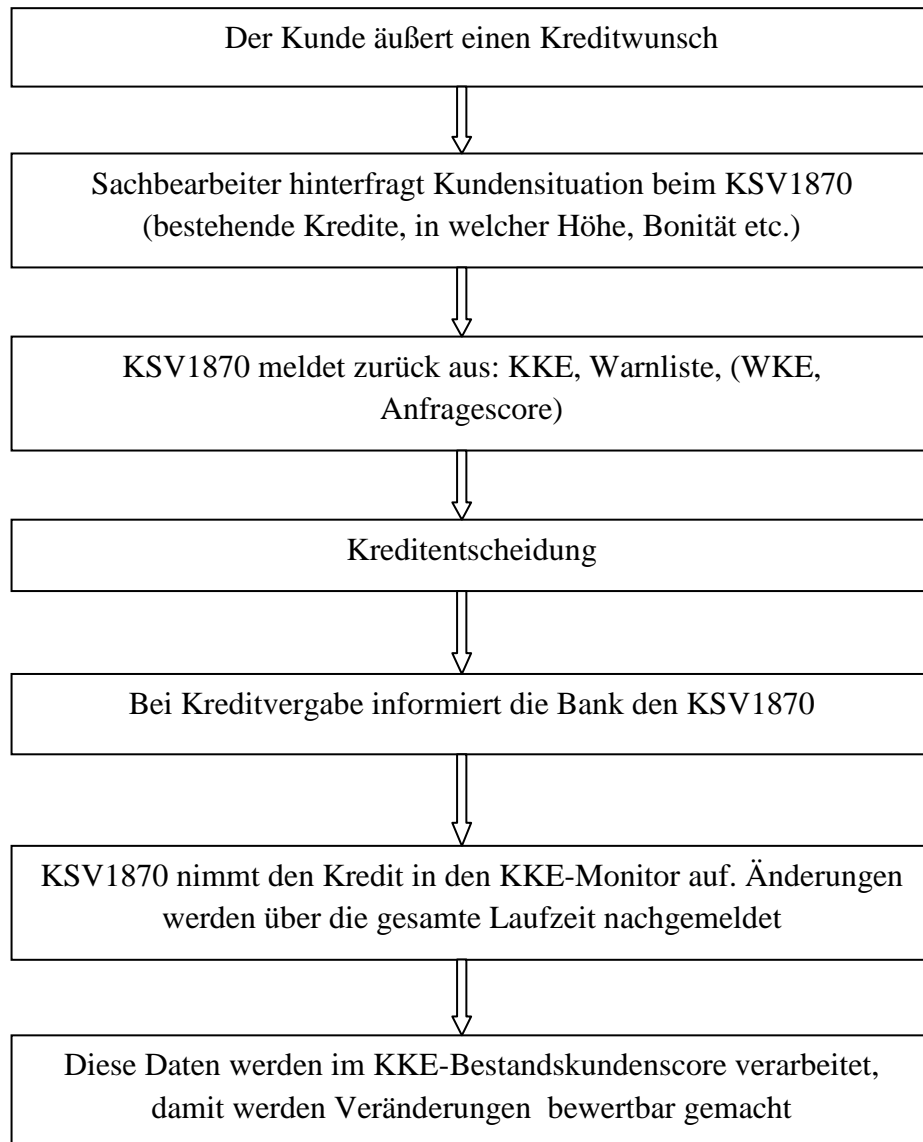 Der Kunde äußert einen Kreditwunsch
Sachbearbeiter hinterfragt Kundensituation beim KSV1870
(bestehende Kredite, in welcher Höhe, Bonität etc.)
KSV1870 meldet zurück aus: KKE, Warnliste, (WKE,
Anfragescore)
Kreditentscheidung
Bei Kreditvergabe informiert die Bank den KSV1870
KSV1870 nimmt den Kredit in den KKE-Monitor auf. Änderungen
werden über die gesamte Laufzeit nachgemeldet
Diese Daten werden im KKE-Bestandskundenscore verarbeitet,
damit werden Veränderungen  bewertbar gemacht